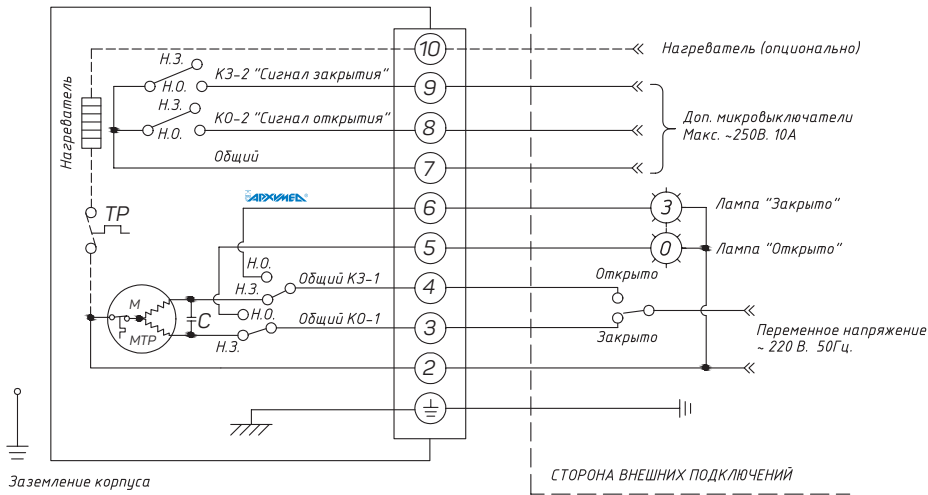 10
Нагреватель (опционально)
Н.З.
КЗ-2 "Сигнал закрытия"
Н.О.
9
Н.З.
КО-2 "Сигнал открытия"
Н.О.
8
Доп. микровыключатели
Макс. ~250В. 10А
Нагреватель
Общий
7
АРХИМЕД
6
З
Лампа "Закрыто"
ТР
5
О
Лампа "Открыто"
Н.О.
Общий КЗ-1
Н.З.
4
Открыто
М
МТР
С
Н.О.
Общий КО-1
Н.З.
3
Закрыто
Переменное напряжение
~ 220 В. 50Гц.
2
Заземление корпуса
СТОРОНА ВНЕШНИХ ПОДКЛЮЧЕНИЙ